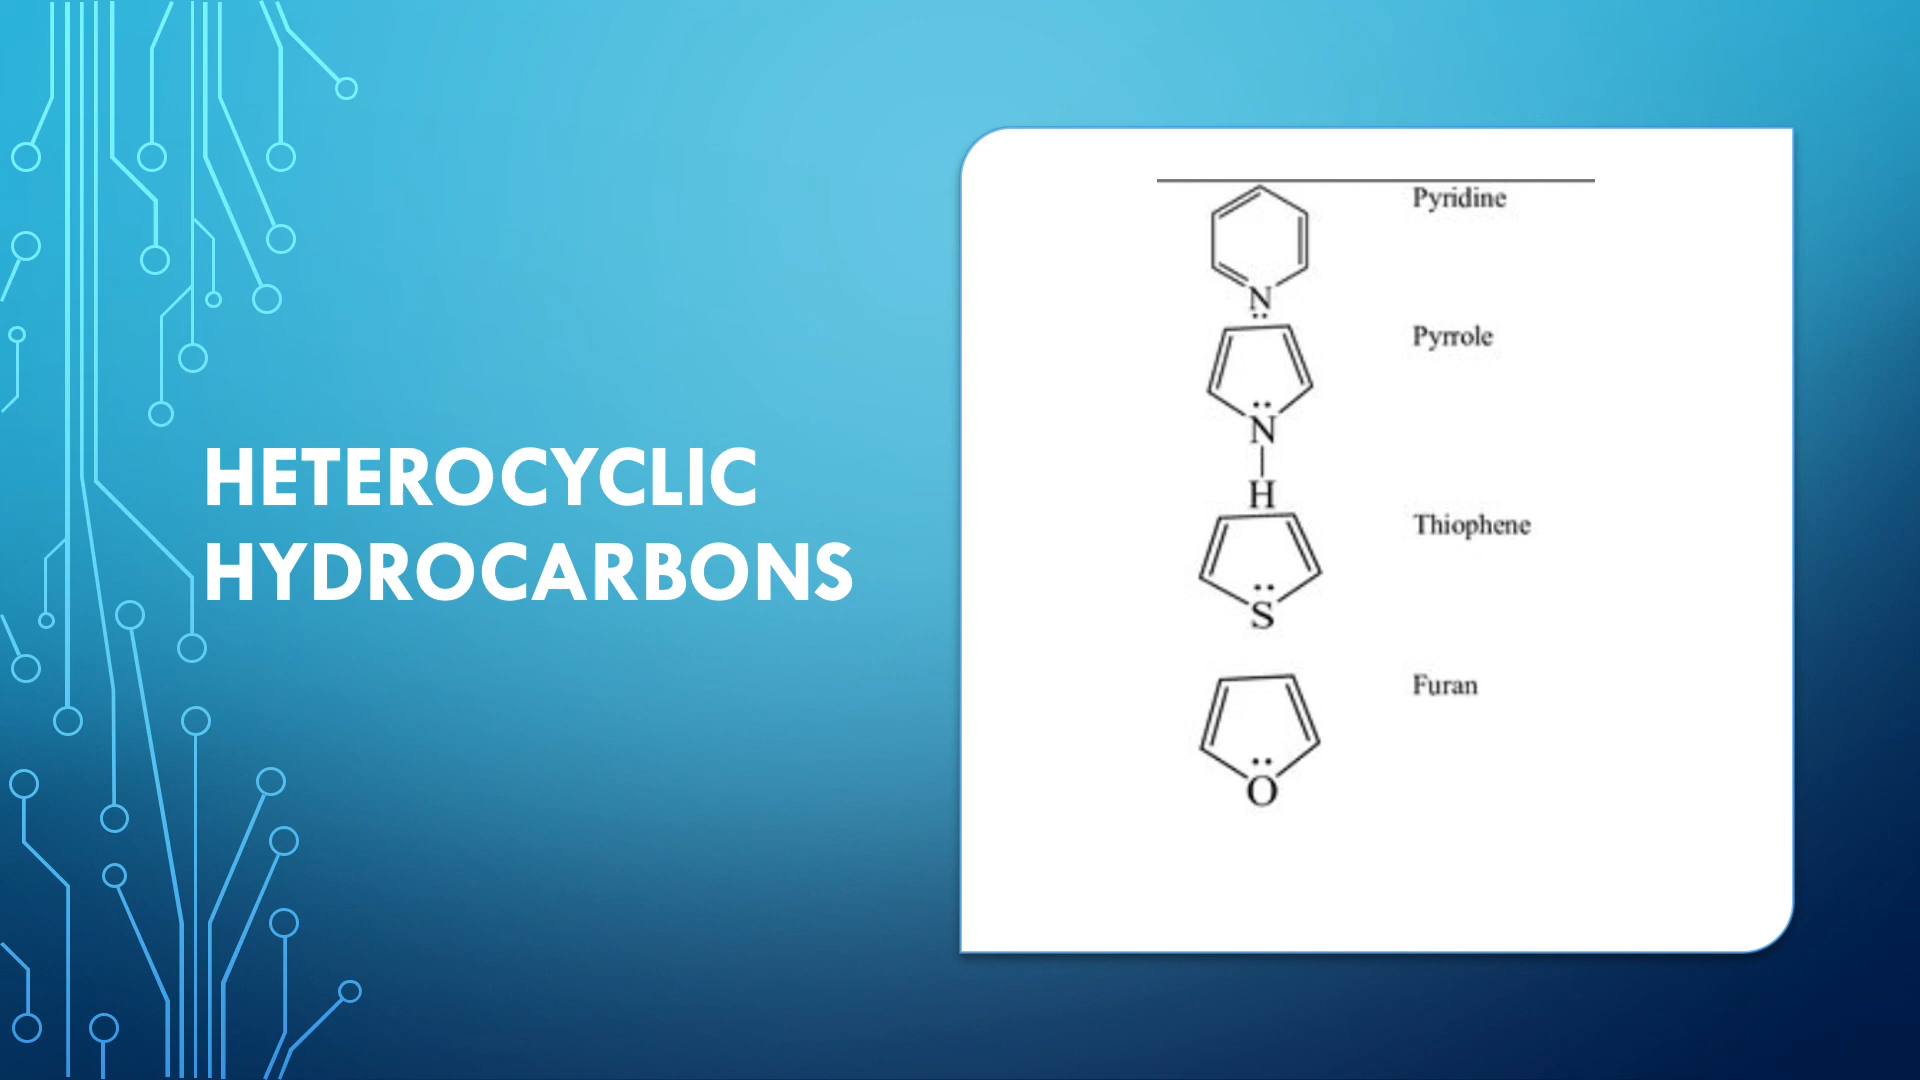 HETEROCYCLIC
HYDROCARBONS
Pyridine
N
Pyrrole
N
H
Thiophene
S
Furan
O